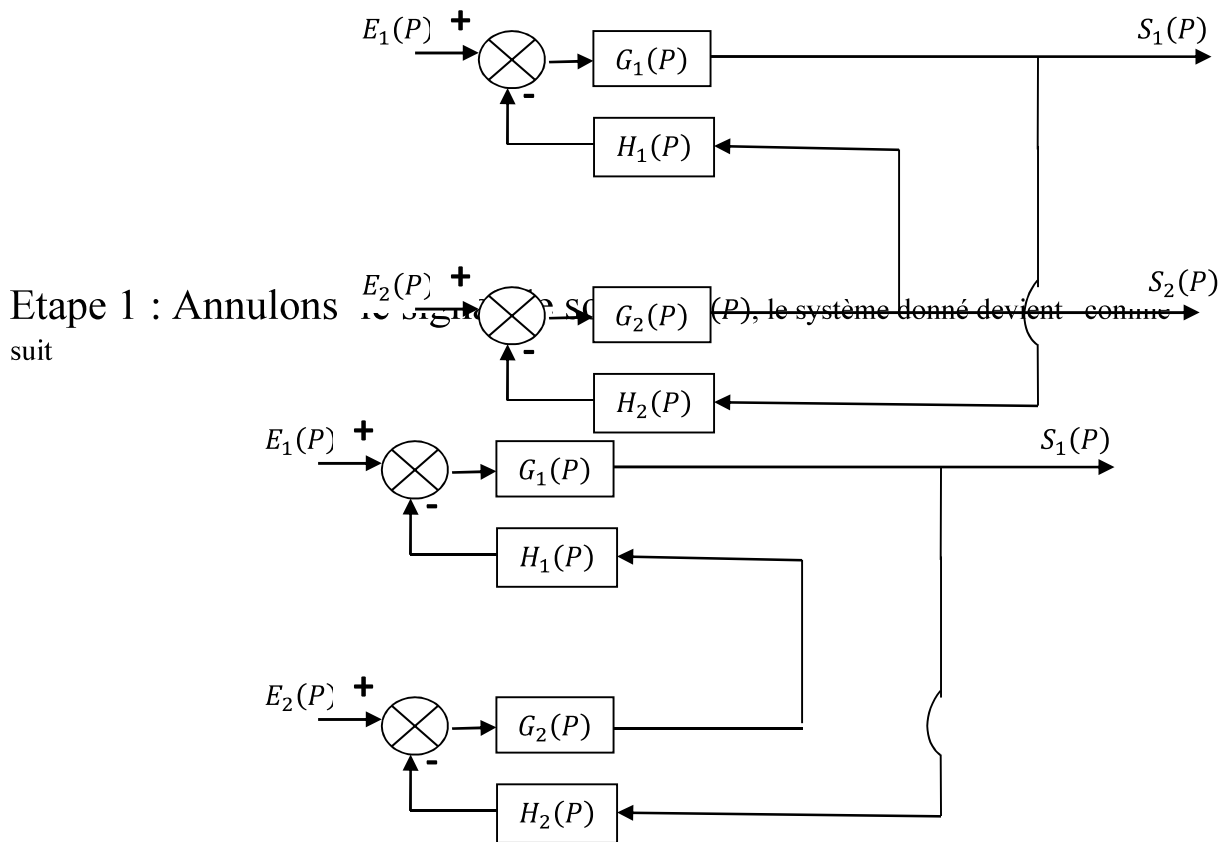 E₁(P) + S₁(P)
G₁(P)
-
H₁(P)
E₂(P) + S₂(P)
Etape 1 : Annulons G₂(P) (P), le système donné devient comme
suit
-
H₂(P)
E₁(P) + S₁(P)
G₁(P)
-
H₁(P)
E₂(P) +
G₂(P)
-
H₂(P)